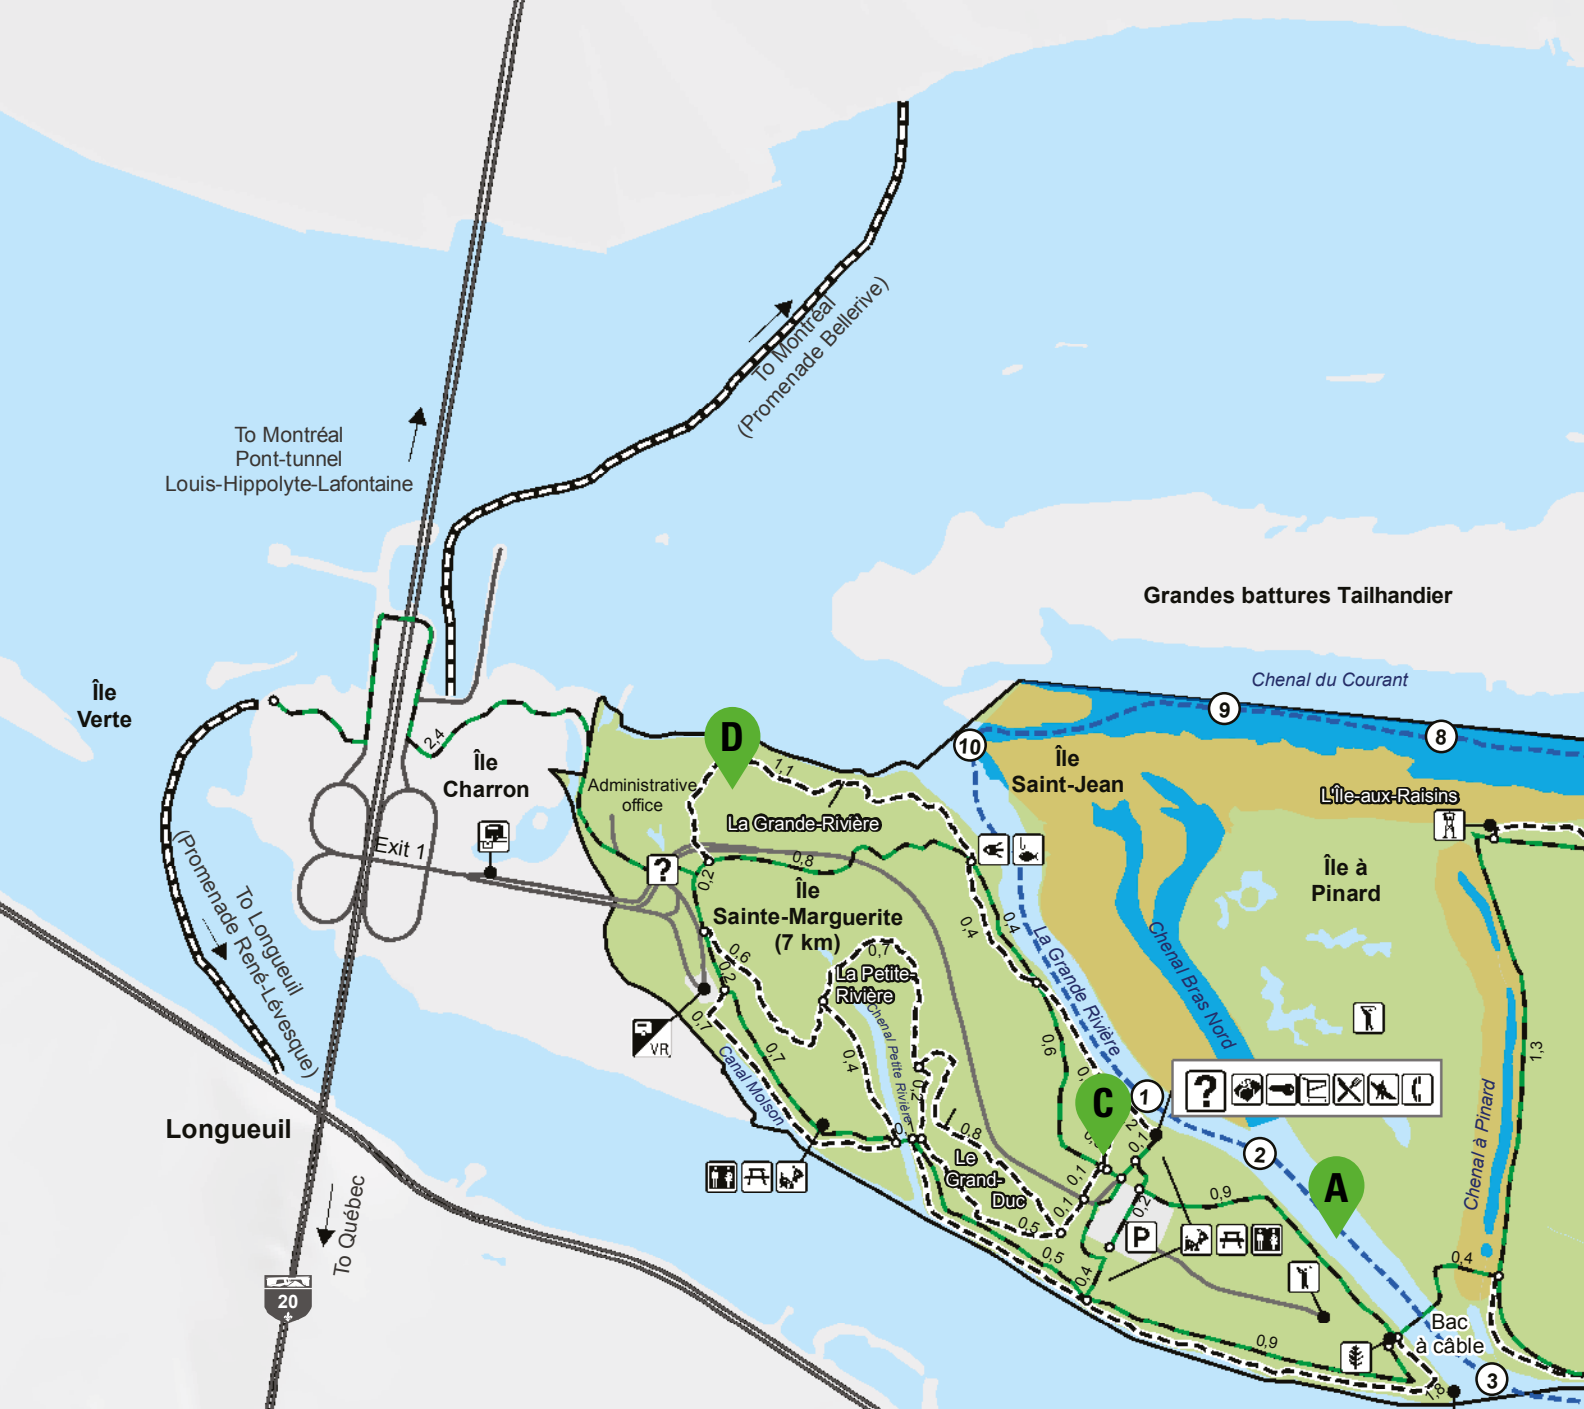 To Montréal
(Promenade Bellerive)
To Montréal
Pont-tunnel
Louis-Hippolyte-Lafontaine
Grandes battures Tailhandier
Chenal du Courant
Île
Verte
2,4
Île
Charron
Exit 1
(Promenade René-Lévesque)
To Longueuil
Longueuil
To Québec
20
Administrative
office
?
D
1,1
La Grande-Rivière
0,8
0,2
Île
Sainte-Marguerite
(7 km)
0,6
0,2
0,7
0,7
0,7
La Petite-
Rivière
Chenal Petite Rivière
0,4
0,2
VR
Canal Molson
0,8
Le
Grand-
Duc
0,5
0,5
0,1
0,1
0,4
0,4
0,4
0,6
C
0,1
0,2
P
0,9
0,9
10
9
8
Île
Saint-Jean
La Grande Rivière
Chenal Bras Nord
L'Île-aux-Raisins
Île à
Pinard
1,3
Chenal à Pinard
1
?
2
A
0,4
Bac
à câble
3
1,8